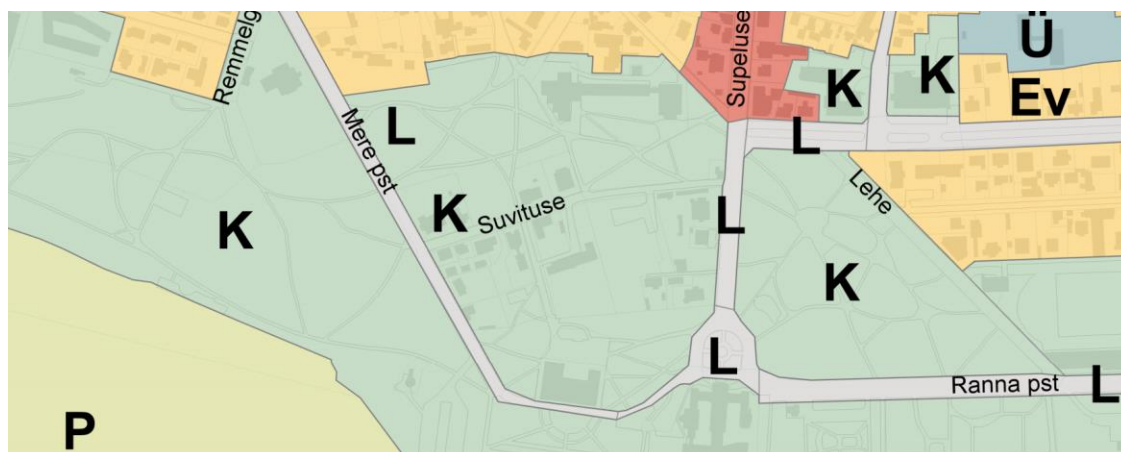 Remmelg
Mere pst
Supeluse
Ü
K
K
Ev
L
L
Lehe
K
K
Suvituse
L
K
L
Ranna pst
L
P